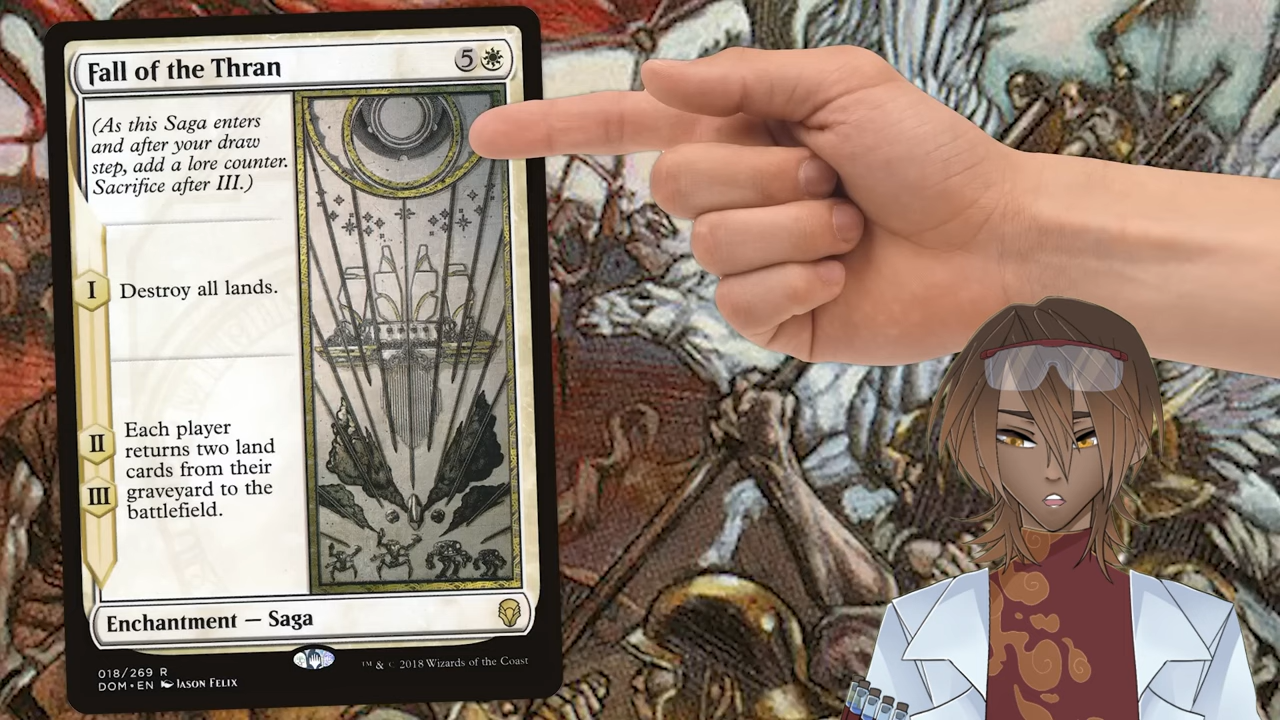 Fall of the Thran 5
(As this Saga enters
and after your draw
step, add a lore counter.
Sacrifice after III.)
I Destroy all lands.
II
III
Each player
returns two land
cards from their
graveyard to the
battlefield.
Enchantment — Saga
018/269 R
DOM • EN Jason Felix
™ & © 2018 Wizards of the Coast